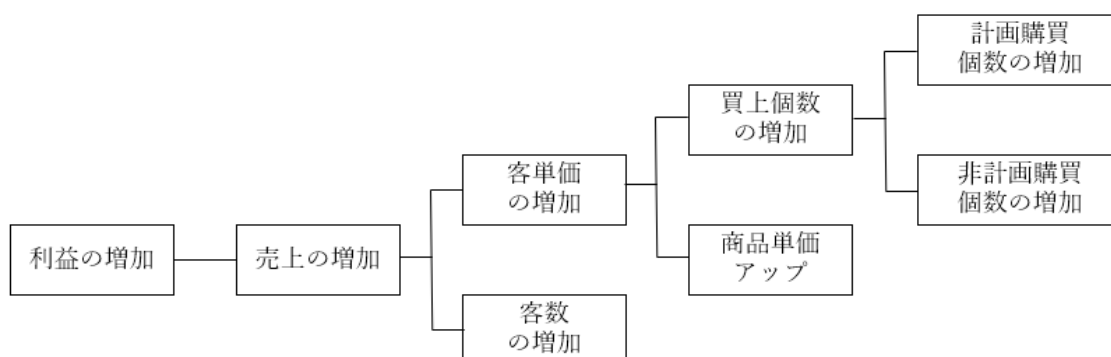 計画購買
個数の増加
買上個数
の増加
客単価
の増加
非計画購買
個数の増加
利益の増加
売上の増加
商品単価
アップ
客数
の増加